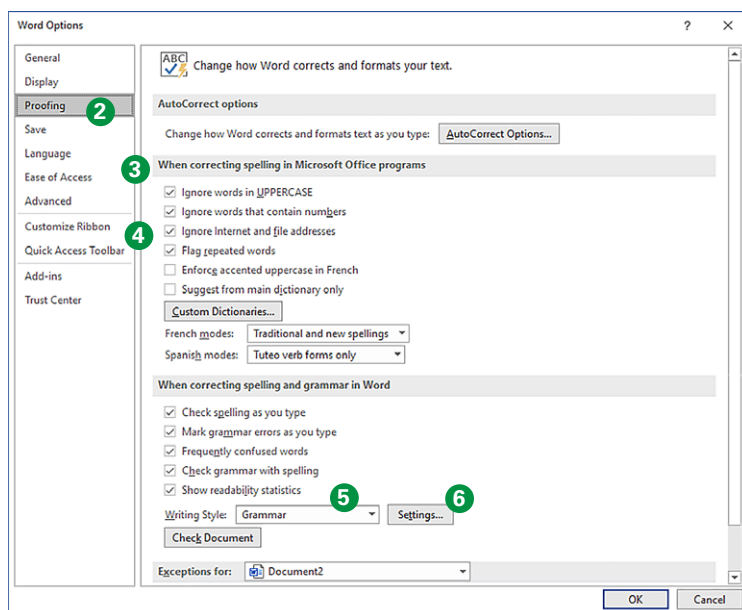 Word Options
?
General
Display
Proofing
2
Save
Language
Ease of Access
Advanced
Customize Ribbon
Quick Access Toolbar
Add-ins
Trust Center
ABC
Change how Word corrects and formats your text.
AutoCorrect options
Change how Word corrects and formats text as you type: AutoCorrect Options...
3
When correcting spelling in Microsoft Office programs
Ignore words in UPPERCASE
Ignore words that contain numbers
4
Ignore Internet and file addresses
Flag repeated words
Enforce accented uppercase in French
Suggest from main dictionary only
Custom Dictionaries...
French modes: Traditional and new spellings
Spanish modes: Tuteo verb forms only
When correcting spelling and grammar in Word
Check spelling as you type
Mark grammar errors as you type
Frequently confused words
Check grammar with spelling
Show readability statistics
5
6
Writing Style: Grammar Settings...
Check Document
Exceptions for: Document2
OK Cancel